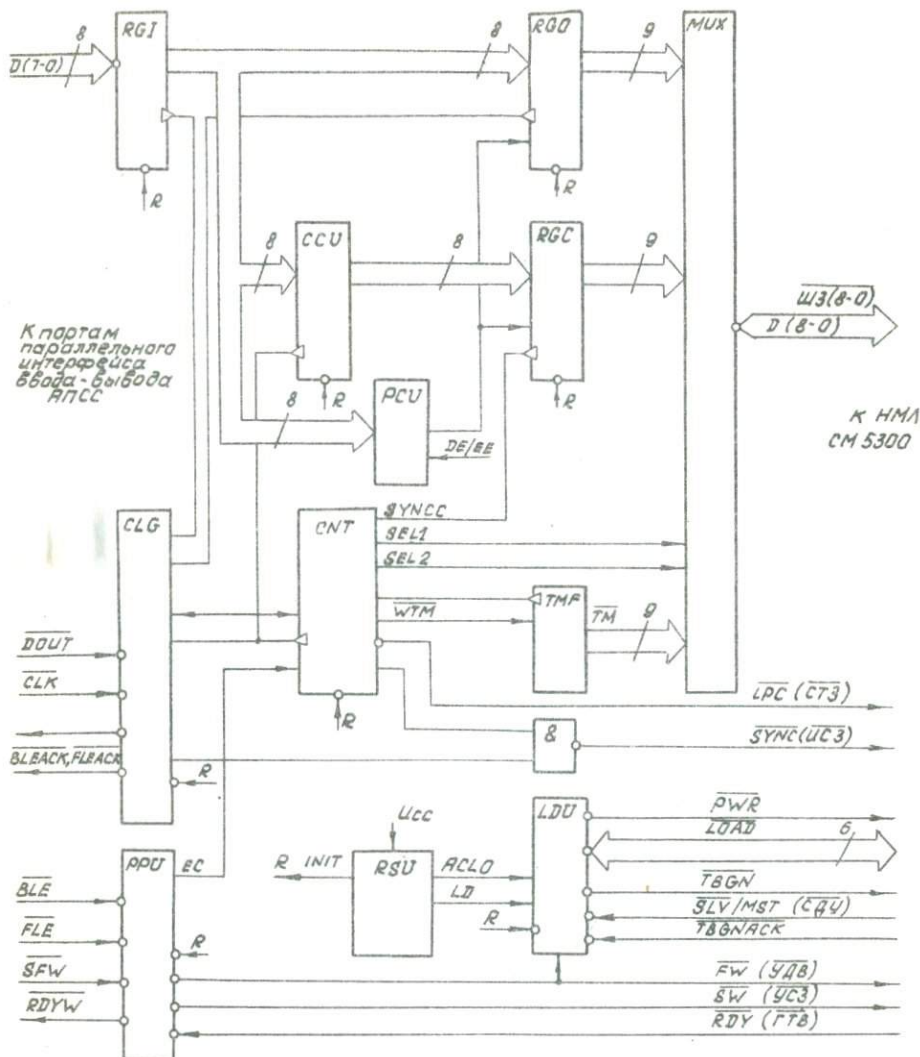 RGI
8
D(7-0)
8
RGO
9
MUX
R
R
CCU
8
8
RGC
9
ШЗ(8-0)
D(8-0)
К портам
параллельного
интерфейса
ввода-вывода
АПСС
8
R
PCU
DE/EE
R
К НМЛ
СМ 5300
CLG
CNT
SYNCC
SEL1
SEL2
WTM
TMF
TM
9
DOUT
CLK
R
LPC (СТЗ)
&
SYNC(ИСЗ)
BLEACK, FLEACK
R
Ucc
LDU
PWR
LOAD
6
PPU
EC
R INIT
RSU
ACLO
LD
TBGN
BLE
SLV/MST (СДУ)
R
TBGNACK
FLE
R
SFW
FW (УДВ)
RDYW
SW (УСЗ)
RDY (ГТВ)